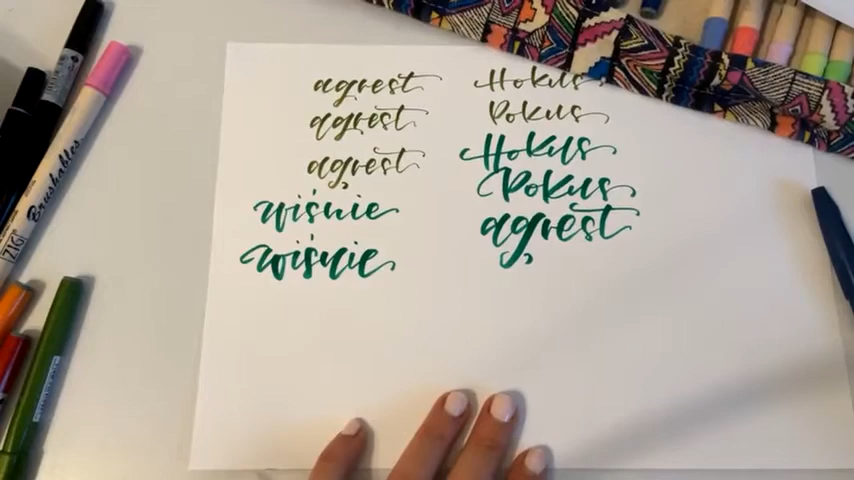 agrest
agrest
agrest
wiśnie
wiśnie
Hokus
Pokus
Hokus
Pokus
agrest
ZIG Brushables